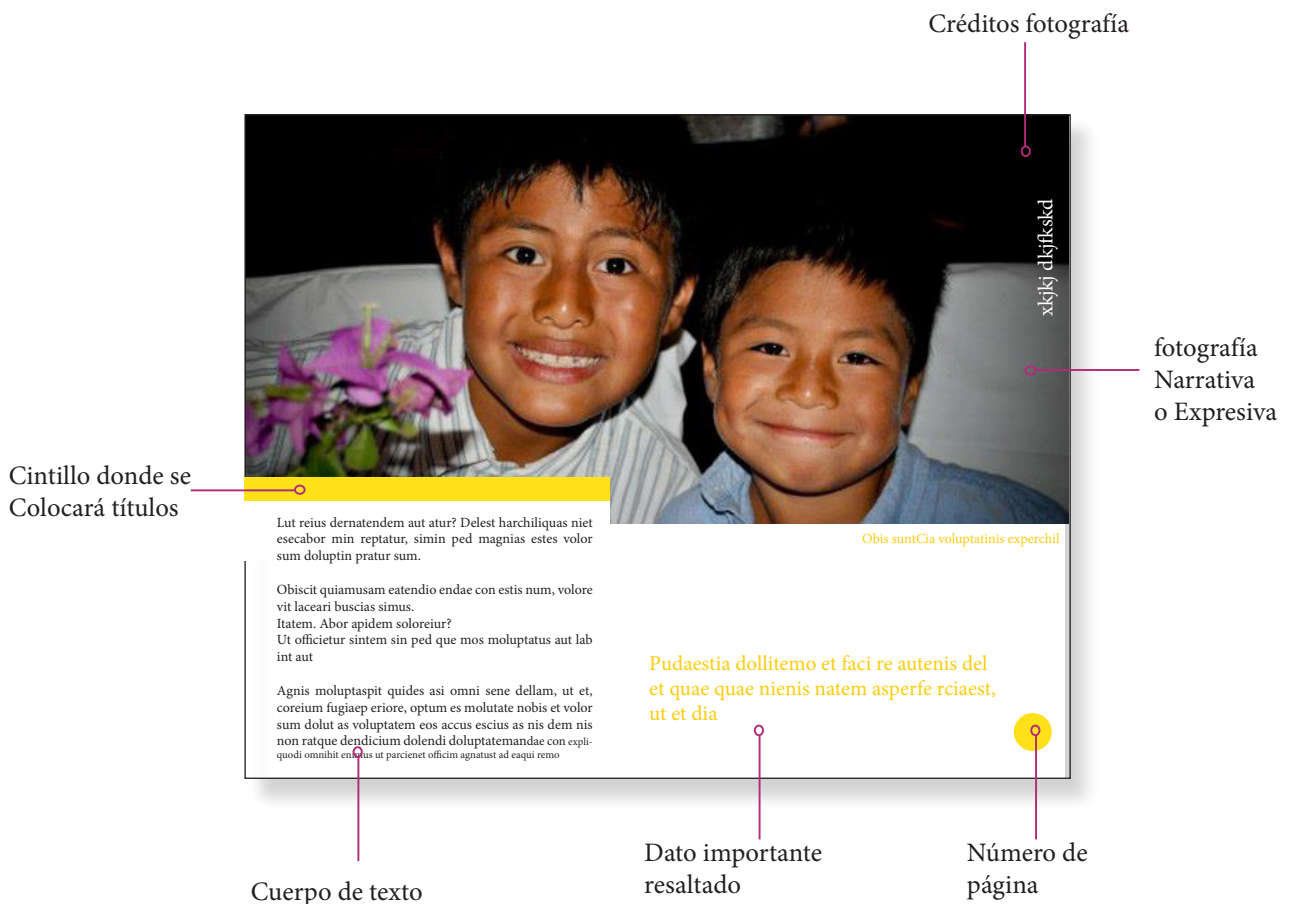 Créditos fotografía
xkjkj dkjfkskd
fotografía
Narrativa
o Expresiva
Cintillo donde se
Colocará títulos
Lut reius dernatendem aut atur? Delest harchiliquas niet
esecabor min reptatur, simin ped magnias estes volor
sum doluptin pratur sum.
Obiscit quiamusam eatendio endae con estis num, volore
vit laceari buscias simus.
Itatem. Abor apidem soloreiur?
Ut officietur sintem sin ped que mos moluptatus aut lab
int aut
Agnis moluptaspit quides asi omni sene dellam, ut et,
coreium fugiaep eriore, optum es molutate nobis et volor
sum dolut as voluptatem eos accus escius as nis dem nis
non ratque dendicium dolendi doluptatemandae con expli-
quodi omnihit enimus ut parcienet officim agnatust ad eaqui remo
Obis suntCia voluptatinis experchil
Pudaestia dollitemo et faci re autenis del
et quae quae nienis natem asperfe rciaest,
ut et dia
Cuerpo de texto
Dato importante
resaltado
Número de
página